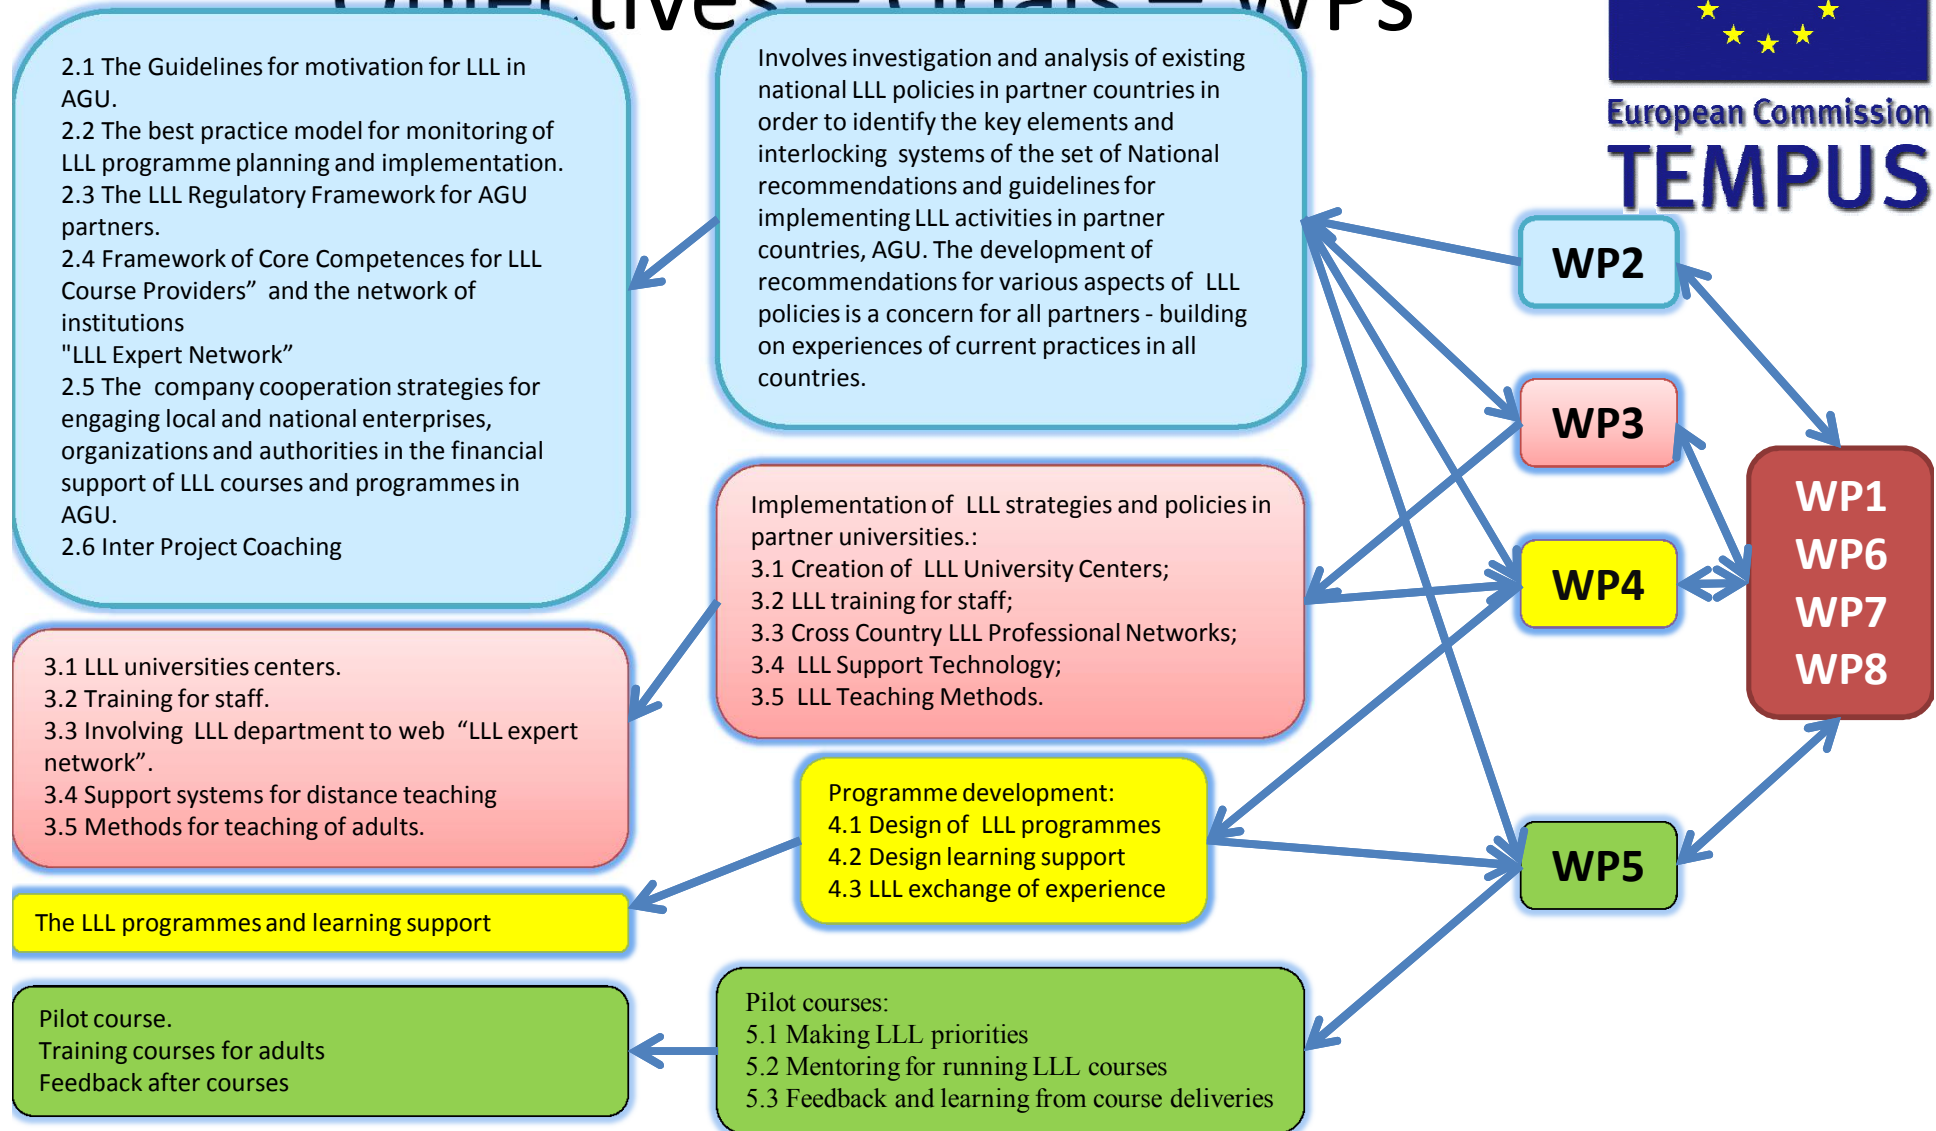 Objectives – Goals – WPs
European Commission
TEMPUS
2.1 The Guidelines for motivation for LLL in
AGU.
2.2 The best practice model for monitoring of
LLL programme planning and implementation.
2.3 The LLL Regulatory Framework for AGU
partners.
2.4 Framework of Core Competences for LLL
Course Providers” and the network of
institutions
"LLL Expert Network”
2.5 The company cooperation strategies for
engaging local and national enterprises,
organizations and authorities in the financial
support of LLL courses and programmes in
AGU.
2.6 Inter Project Coaching
Involves investigation and analysis of existing
national LLL policies in partner countries in
order to identify the key elements and
interlocking systems of the set of National
recommendations and guidelines for
implementing LLL activities in partner
countries, AGU. The development of
recommendations for various aspects of LLL
policies is a concern for all partners - building
on experiences of current practices in all
countries.
WP2
WP3
WP4
WP5
WP1
WP6
WP7
WP8
3.1 LLL universities centers.
3.2 Training for staff.
3.3 Involving LLL department to web “LLL expert
network”.
3.4 Support systems for distance teaching
3.5 Methods for teaching of adults.
Implementation of LLL strategies and policies in
partner universities.:
3.1 Creation of LLL University Centers;
3.2 LLL training for staff;
3.3 Cross Country LLL Professional Networks;
3.4 LLL Support Technology;
3.5 LLL Teaching Methods.
The LLL programmes and learning support
Programme development:
4.1 Design of LLL programmes
4.2 Design learning support
4.3 LLL exchange of experience
Pilot course.
Training courses for adults
Feedback after courses
Pilot courses:
5.1 Making LLL priorities
5.2 Mentoring for running LLL courses
5.3 Feedback and learning from course deliveries